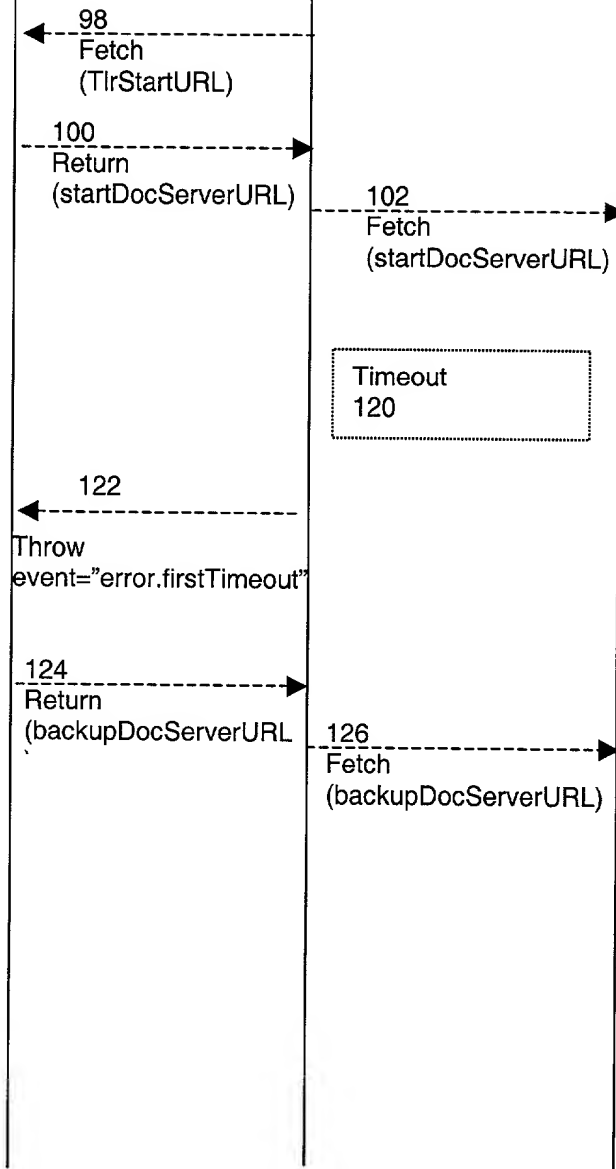 98
Fetch
(TlrStartURL)
100
Return
(startDocServerURL)
102
Fetch
(startDocServerURL)
Timeout
120
122
Throw
event=”error.firstTimeout”
124
Return
(backupDocServerURL
126
Fetch
(backupDocServerURL)